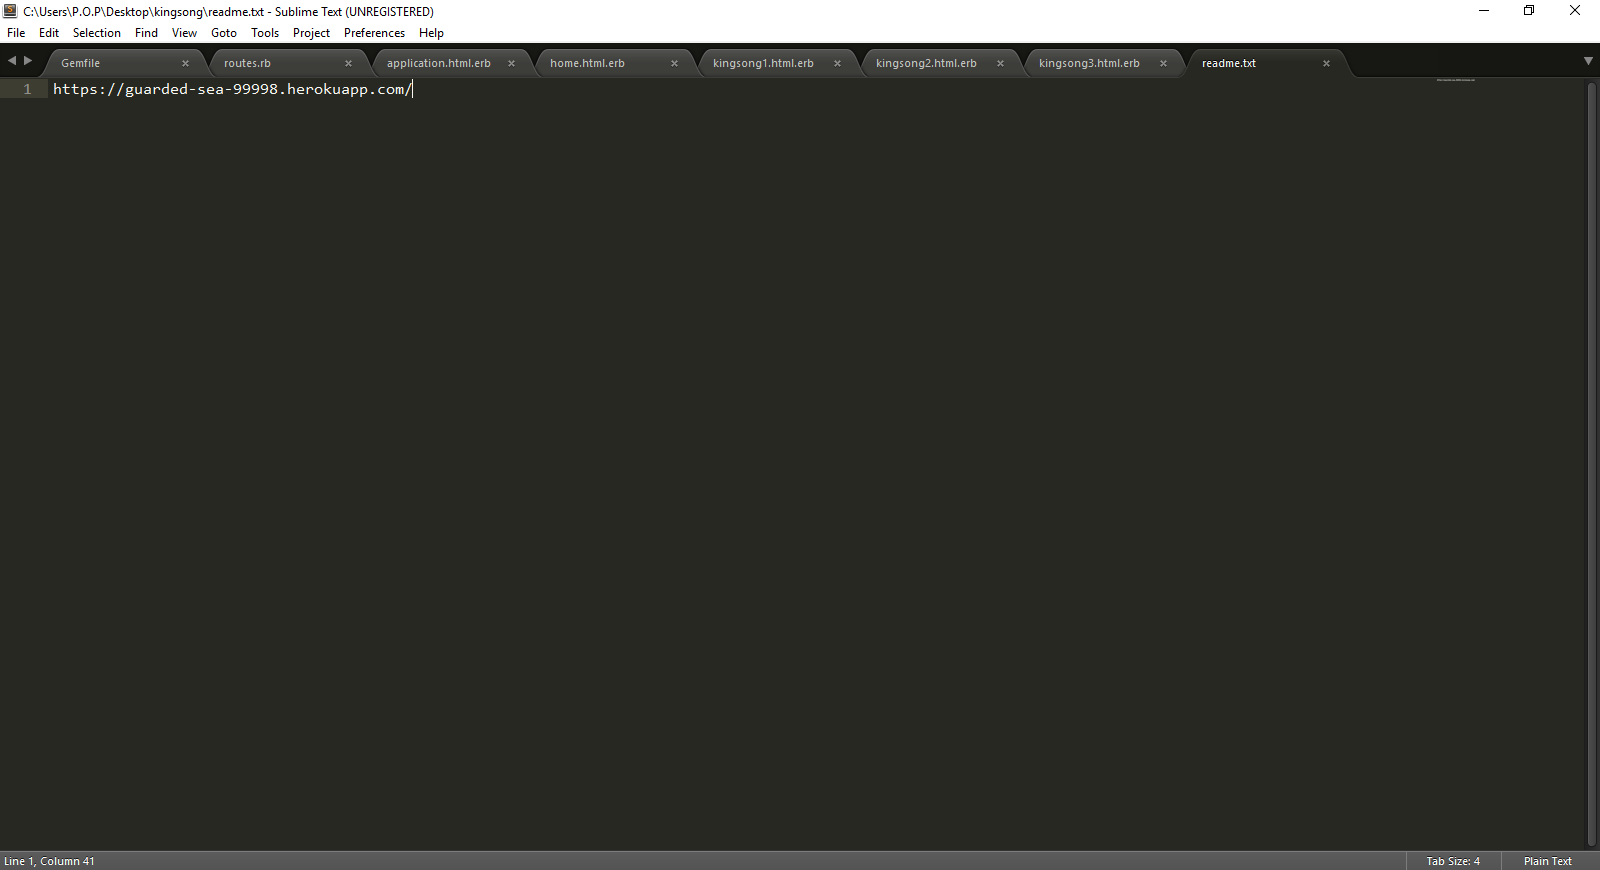 C:\Users\P.O.P\Desktop\kingsong\readme.txt - Sublime Text (UNREGISTERED)
File Edit Selection Find View Goto Tools Project Preferences Help
Gemfile routes.rb application.html.erb home.html.erb kingsong1.html.erb kingsong2.html.erb kingsong3.html.erb readme.txt
1 https://guarded-sea-99998.herokuapp.com/
Line 1, Column 41 Tab Size: 4 Plain Text